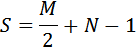 S = M/2 + N − 1